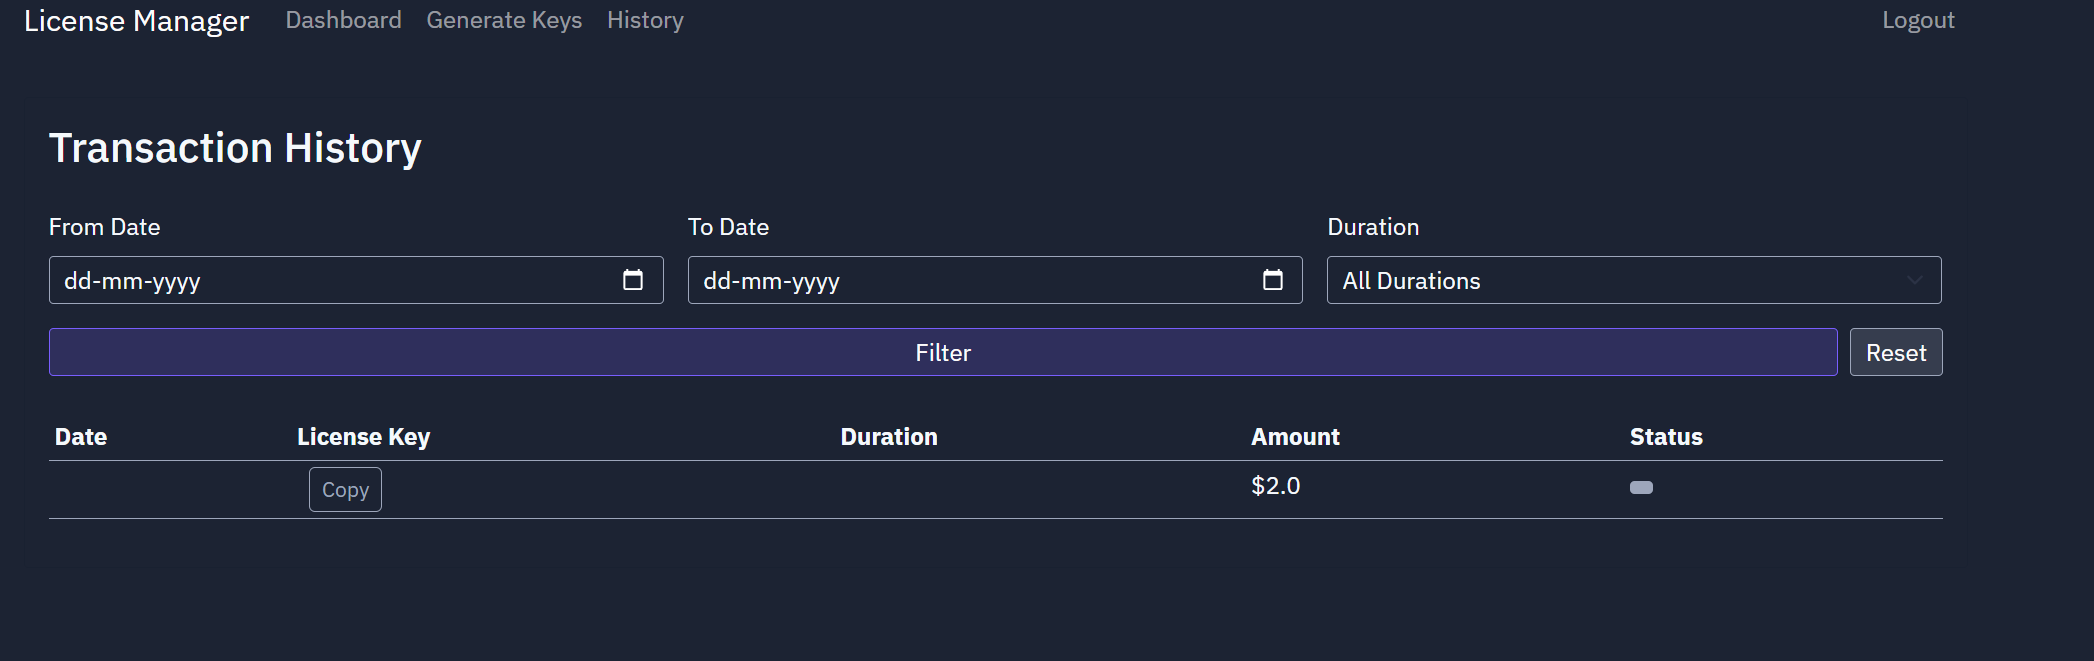 License Manager Dashboard Generate Keys History Logout
Transaction History
From Date To Date Duration
dd-mm-yyyy dd-mm-yyyy All Durations
Filter Reset
Date License Key Duration Amount Status
Copy $2.0